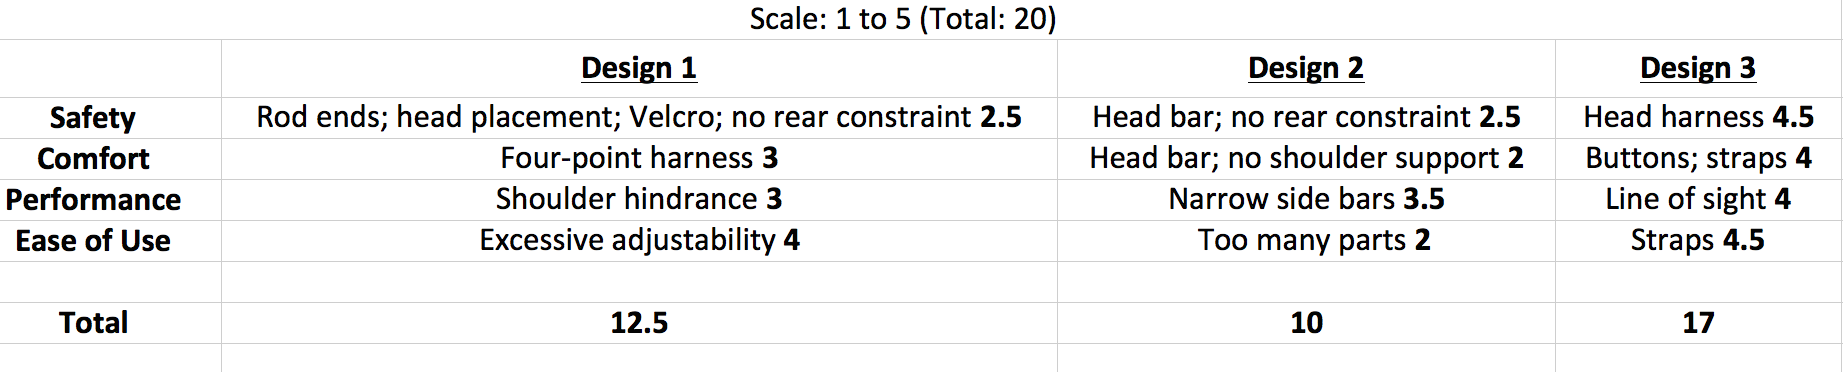 Scale: 1 to 5 (Total: 20)
Design 1 Design 2 Design 3
Safety Rod ends; head placement; Velcro; no rear constraint 2.5 Head bar; no rear constraint 2.5 Head harness 4.5
Comfort Four-point harness 3 Head bar; no shoulder support 2 Buttons; straps 4
Performance Shoulder hindrance 3 Narrow side bars 3.5 Line of sight 4
Ease of Use Excessive adjustability 4 Too many parts 2 Straps 4.5
Total 12.5 10 17